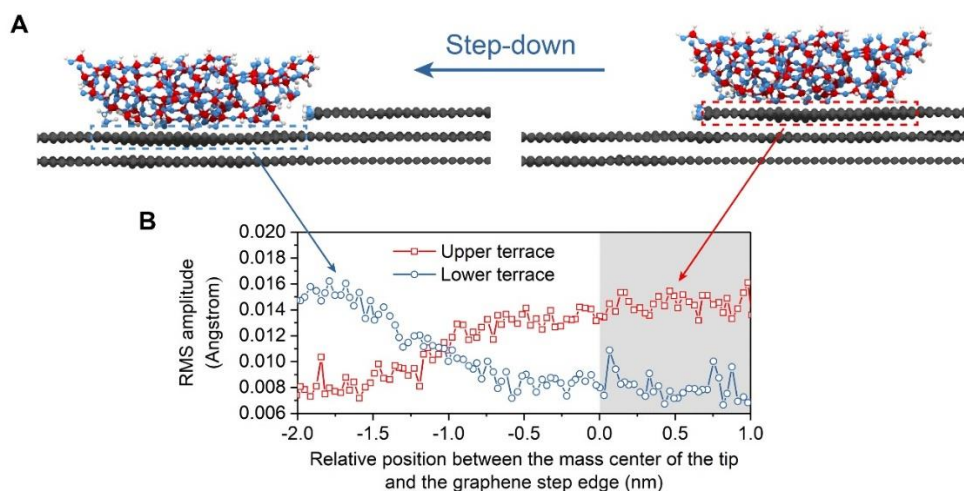 A
Step-down
B
Upper terrace
Lower terrace
RMS amplitude
(Angstrom)
0.020
0.018
0.016
0.014
0.012
0.010
0.008
0.006
-2.0 -1.5 -1.0 -0.5 0.0 0.5 1.0
Relative position between the mass center of the tip
and the graphene step edge (nm)